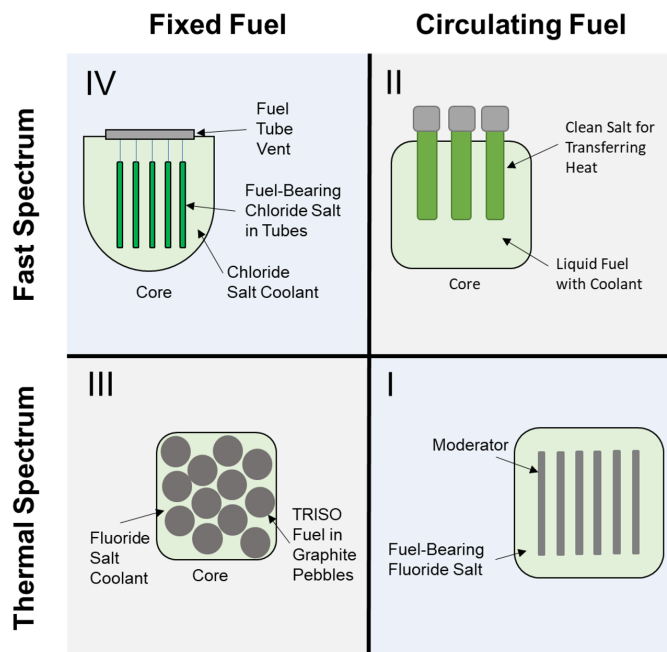 Fixed Fuel
Circulating Fuel
Fast Spectrum
IV
Fuel
Tube
Vent
Fuel-Bearing
Chloride Salt
in Tubes
Chloride
Salt Coolant
Core
II
Clean Salt for
Transferring
Heat
Liquid Fuel
with Coolant
Core
Thermal Spectrum
III
Fluoride
Salt
Coolant
Core
TRISO
Fuel in
Graphite
Pebbles
I
Moderator
Fuel-Bearing
Fluoride Salt